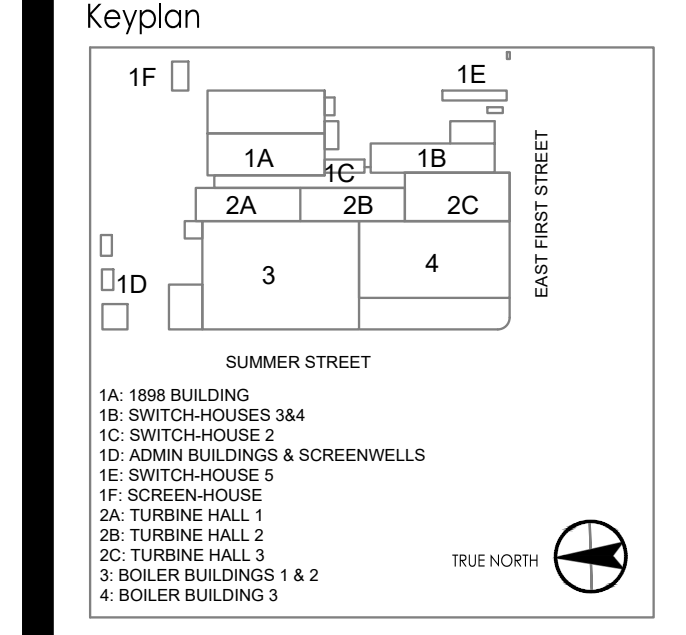 Keyplan
1F
1E
1A
1B
1C
2A
2B
2C
EAST FIRST STREET
3
4
1D
SUMMER STREET
1A: 1898 BUILDING
1B: SWITCH-HOUSES 3&4
1C: SWITCH-HOUSE 2
1D: ADMIN BUILDINGS & SCREENWELLS
1E: SWITCH-HOUSE 5
1F: SCREEN-HOUSE
2A: TURBINE HALL 1
2B: TURBINE HALL 2
2C: TURBINE HALL 3
3: BOILER BUILDINGS 1 & 2
4: BOILER BUILDING 3
TRUE NORTH